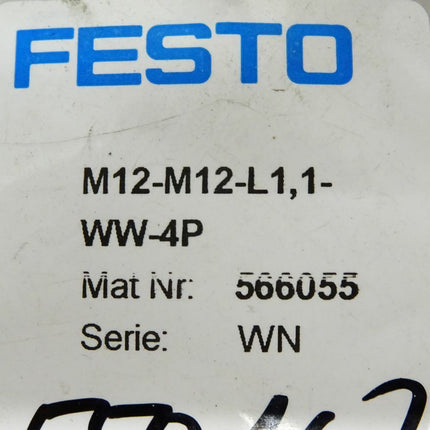 FESTO
M12-M12-L1,1-
WW-4P
Mat Nr: 566055
Serie: WN